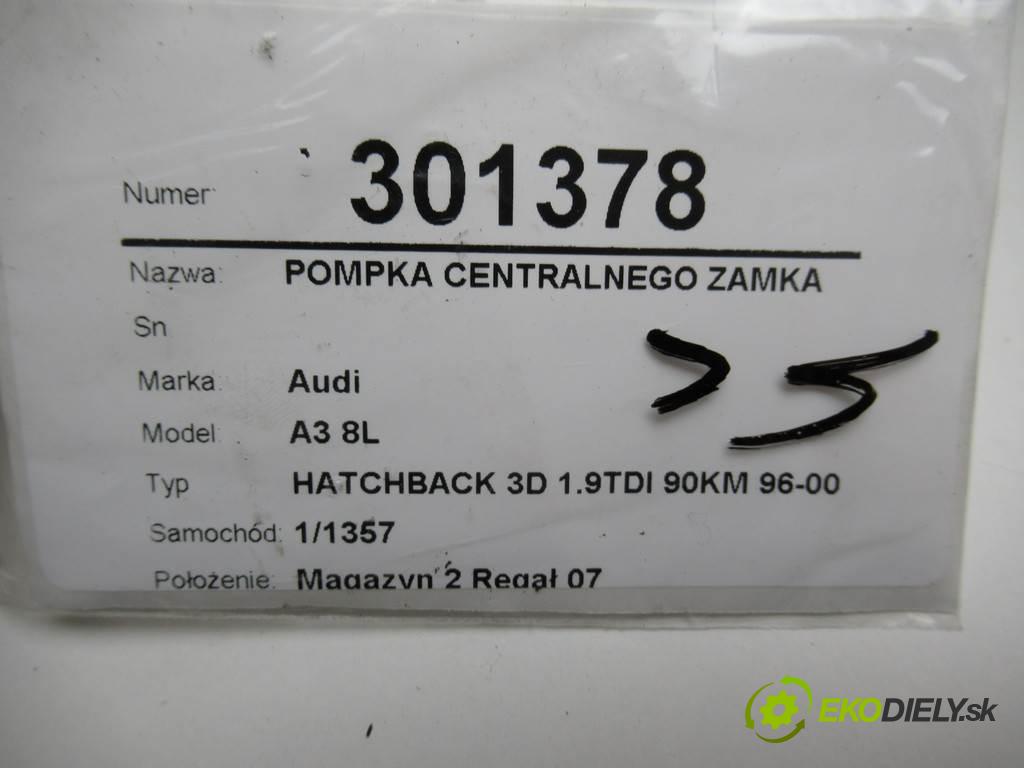 Numer: 301378
Nazwa: POMPKA CENTRALNEGO ZAMKA
Sn
Marka: Audi
Model: A3 8L
Typ HATCHBACK 3D 1.9TDI 90KM 96-00
Samochód: 1/1357
Położenie: Magazyn 2 Regał 07
EKODIELY.sk